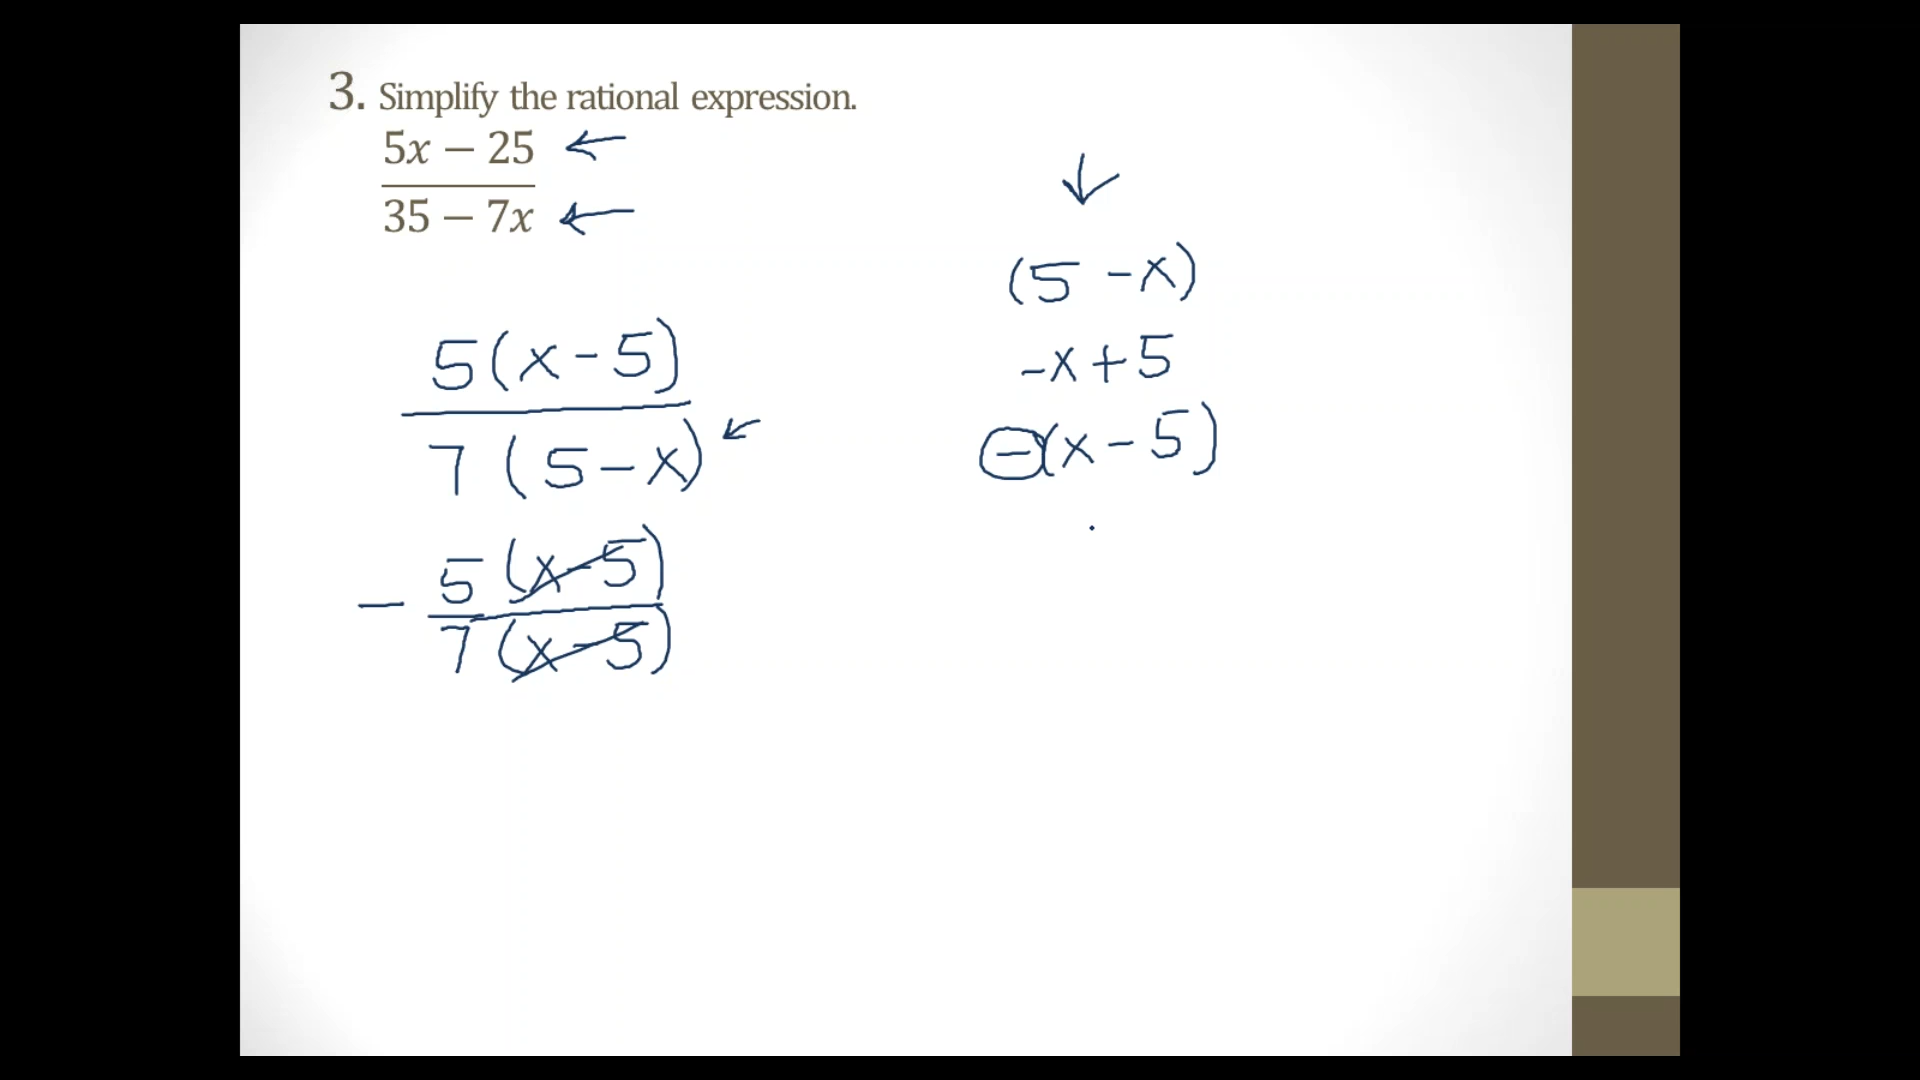 3. Simplify the rational expression.
5x − 25
35 − 7x
5(x-5)
7(5-x)
- 5(x-5)
7(x-5)
(5-x)
-x+5
-(x-5)